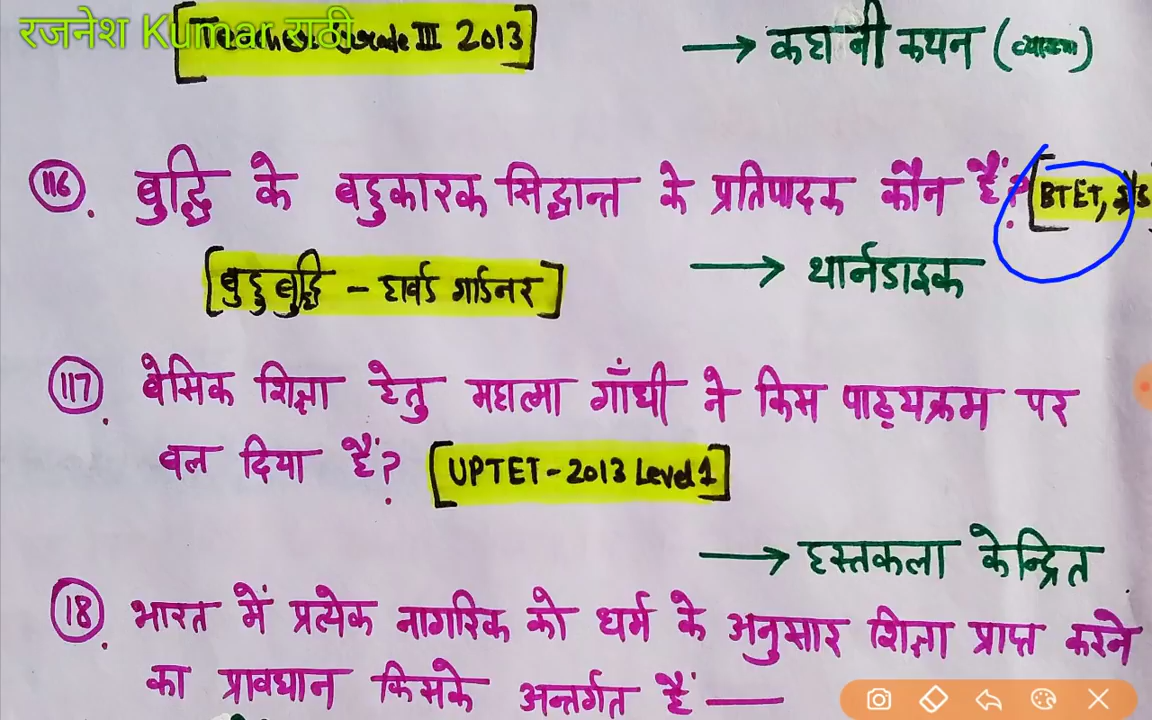 रजनेश Kumar राठी
Grade III 2013] → कहानी कथन (व्याख्या)
116. बुद्धि के बहुकारक सिद्धान्त के प्रतिपादक कौन हैं? [BTET,
[बहुबुद्धि - हार्वर्ड गार्डनर] → थार्नडाइक
117. बेसिक शिक्षा हेतु महात्मा गाँधी ने किस पाठ्यक्रम पर
बल दिया हैं? [UPTET-2013 Level 1]
→ हस्तकला केन्द्रित
18. भारत में प्रत्येक नागरिक को धर्म के अनुसार शिक्षा प्राप्त करने
का प्रावधान किसके अन्तर्गत हैं —